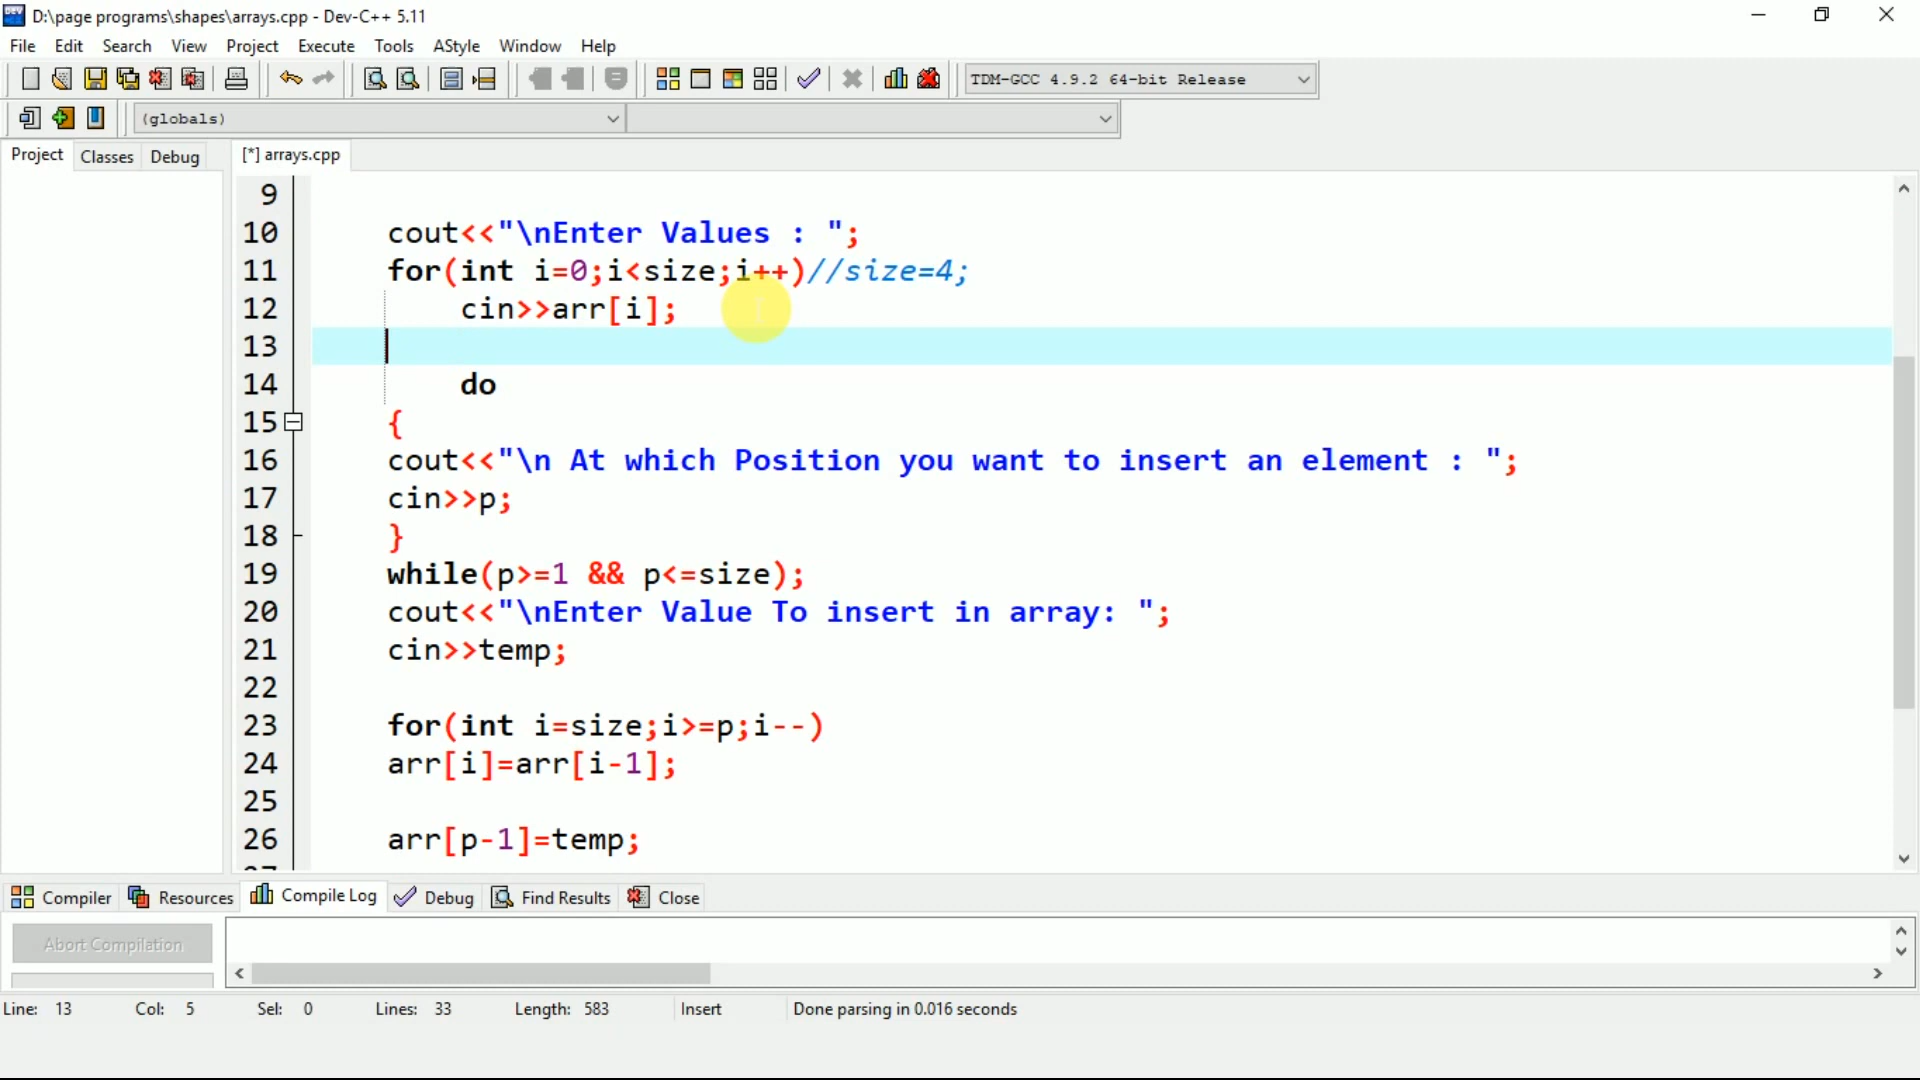 D:\page programs\shapes\arrays.cpp - Dev-C++ 5.11
File Edit Search View Project Execute Tools AStyle Window Help
TDM-GCC 4.9.2 64-bit Release
(globals)
Project Classes Debug [*] arrays.cpp
9
10 cout<<"\nEnter Values : ";
11 for(int i=0;i<size;i++)//size=4;
12 cin>>arr[i];
13
14 do
15 {
16 cout<<"\n At which Position you want to insert an element : ";
17 cin>>p;
18 }
19 while(p>=1 && p<=size);
20 cout<<"\nEnter Value To insert in array: ";
21 cin>>temp;
22
23 for(int i=size;i>=p;i--)
24 arr[i]=arr[i-1];
25
26 arr[p-1]=temp;
Compiler Resources Compile Log Debug Find Results Close
Abort Compilation
Line: 13 Col: 5 Sel: 0 Lines: 33 Length: 583 Insert Done parsing in 0.016 seconds